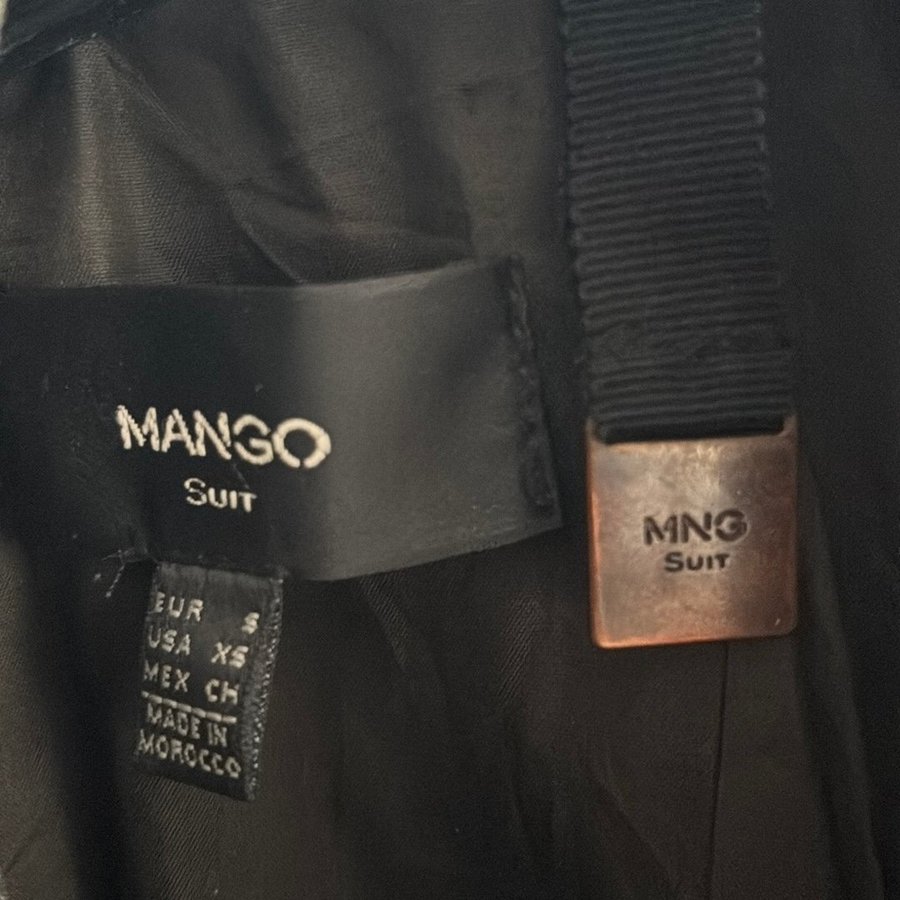 MANGO
SUIT
EUR S
USA XS
MEX CH
MADE IN
MOROCCO
MNG
SUIT